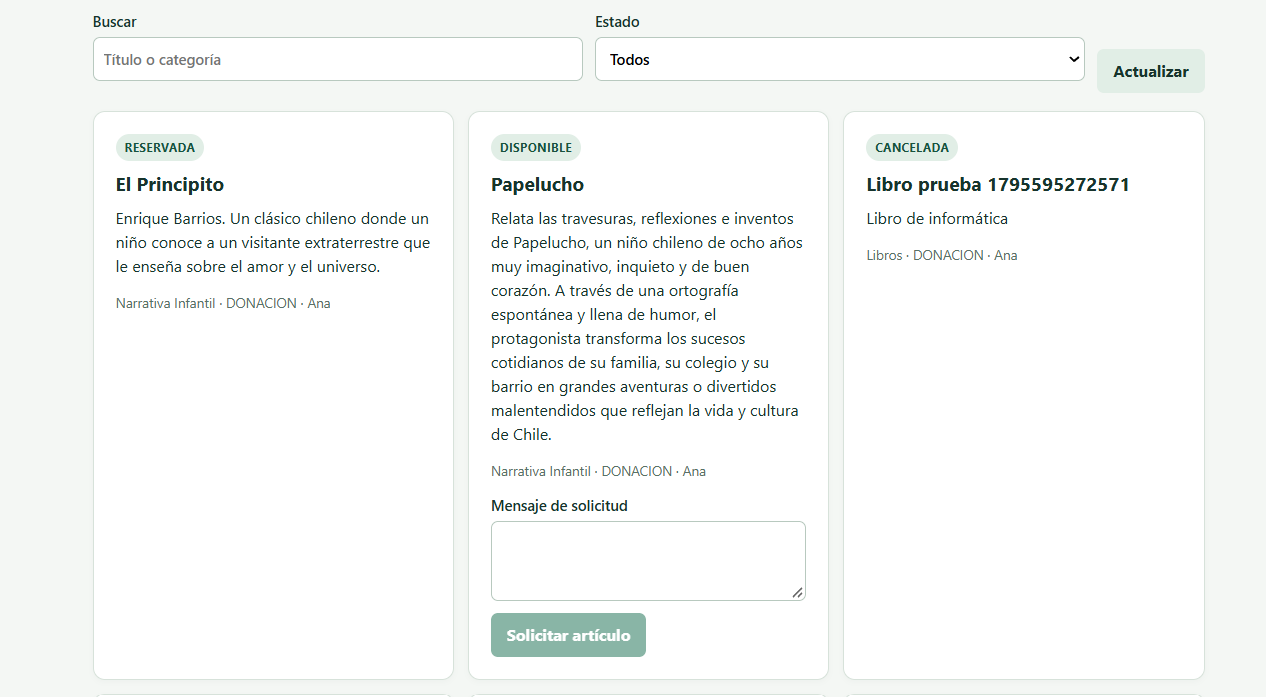 Buscar
Título o categoría
Estado
Todos
Actualizar
RESERVADA
El Principito
Enrique Barrios. Un clásico chileno donde un
niño conoce a un visitante extraterrestre que
le enseña sobre el amor y el universo.
Narrativa Infantil · DONACION · Ana
DISPONIBLE
Papelucho
Relata las travesuras, reflexiones e inventos
de Papelucho, un niño chileno de ocho años
muy imaginativo, inquieto y de buen
corazón. A través de una ortografía
espontánea y llena de humor, el
protagonista transforma los sucesos
cotidianos de su familia, su colegio y su
barrio en grandes aventuras o divertidos
malentendidos que reflejan la vida y cultura
de Chile.
Narrativa Infantil · DONACION · Ana
Mensaje de solicitud
Solicitar artículo
CANCELADA
Libro prueba 1795595272571
Libro de informática
Libros · DONACION · Ana